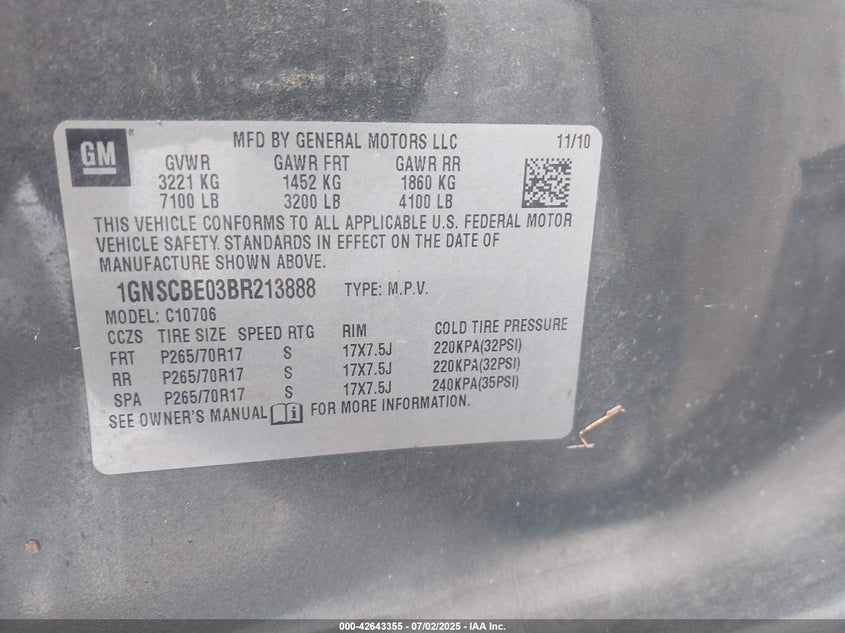 GM
MFD BY GENERAL MOTORS LLC 11/10
GVWR GAWR FRT GAWR RR
3221 KG 1452 KG 1860 KG
7100 LB 3200 LB 4100 LB
THIS VEHICLE CONFORMS TO ALL APPLICABLE U.S. FEDERAL MOTOR
VEHICLE SAFETY STANDARDS IN EFFECT ON THE DATE OF
MANUFACTURE SHOWN ABOVE.
1GNSCBE03BR213888 TYPE: M.P.V.
MODEL: C10706
CCZS TIRE SIZE SPEED RTG RIM COLD TIRE PRESSURE
FRT P265/70R17 S 17X7.5J 220KPA(32PSI)
RR P265/70R17 S 17X7.5J 220KPA(32PSI)
SPA P265/70R17 S 17X7.5J 240KPA(35PSI)
SEE OWNER'S MANUAL FOR MORE INFORMATION.
000-42643355 - 07/02/2025 - IAA Inc.